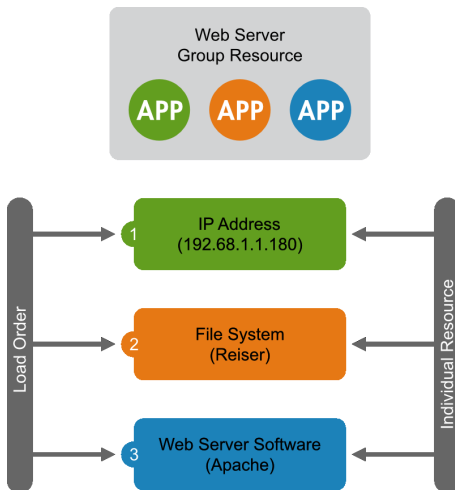 Web Server
Group Resource
APP APP APP
Load Order
1
IP Address
(192.68.1.1.180)
2
File System
(Reiser)
3
Web Server Software
(Apache)
Individual Resource